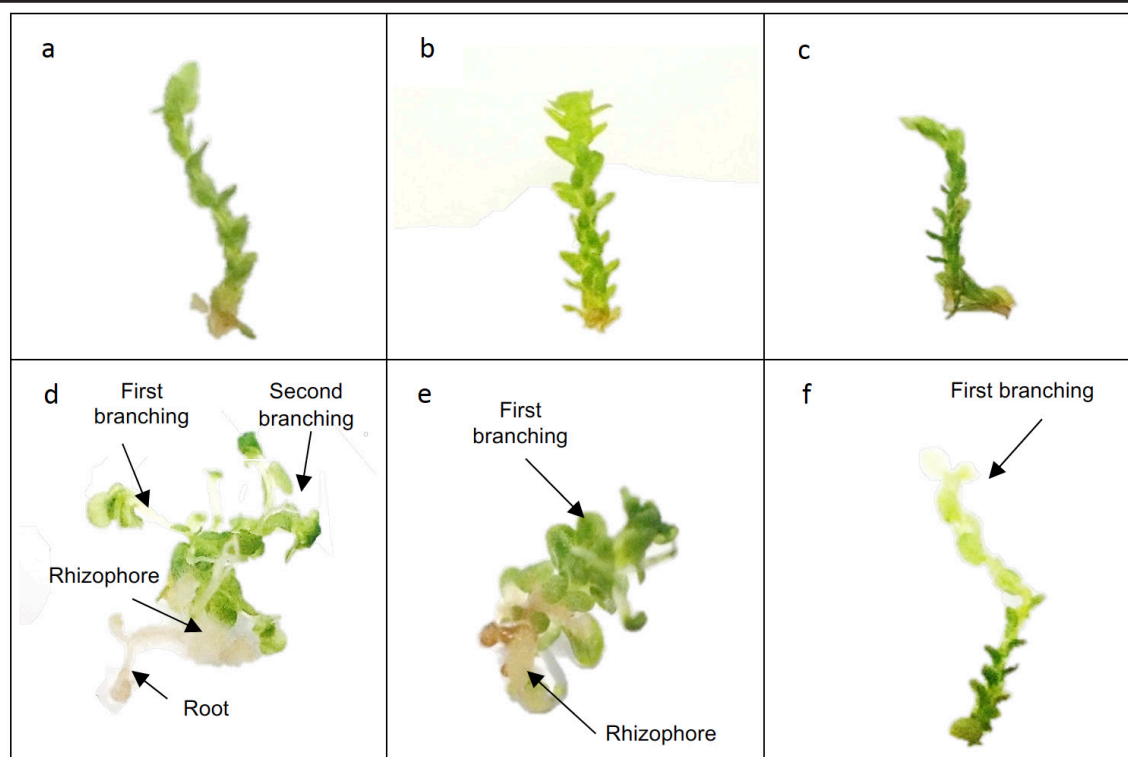 a
b
c
d
First
branching
Second
branching
Rhizophore
Root
e
First
branching
Rhizophore
f
First branching